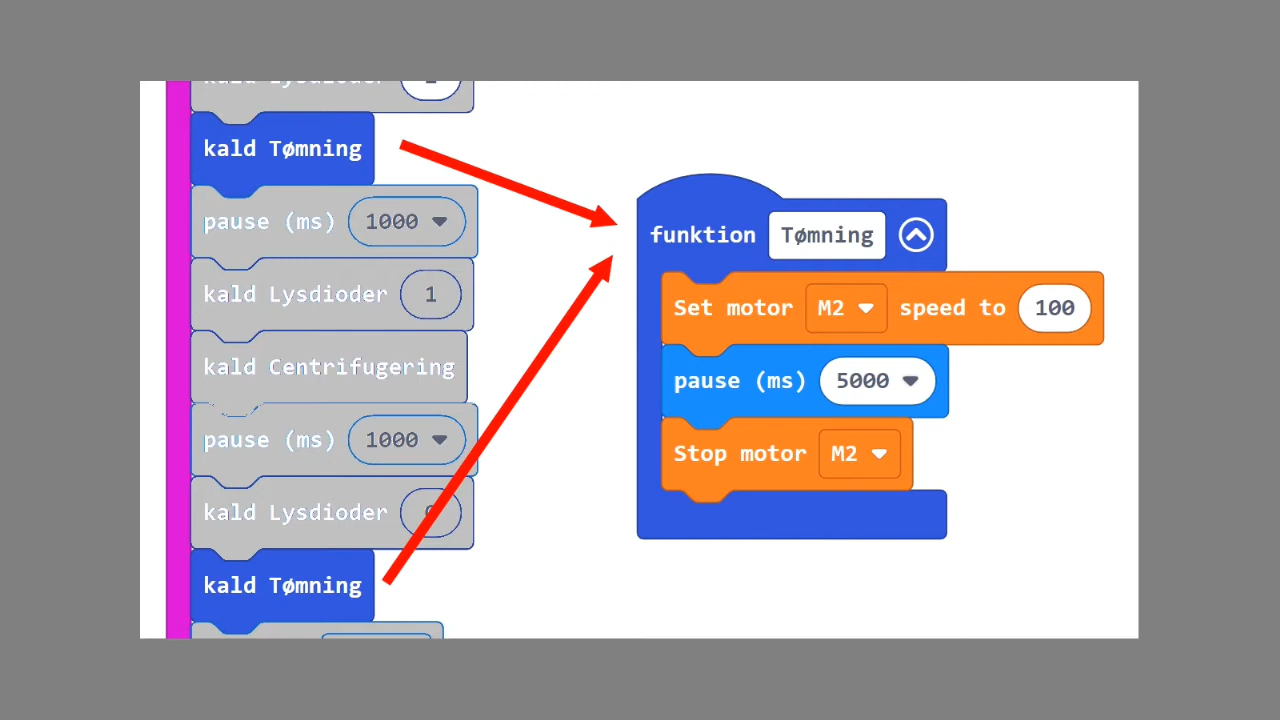 kald Tømning
pause (ms) 1000
kald Lysdioder 1
kald Centrifugering
pause (ms) 1000
kald Lysdioder
kald Tømning
funktion Tømning
Set motor M2 speed to 100
pause (ms) 5000
Stop motor M2